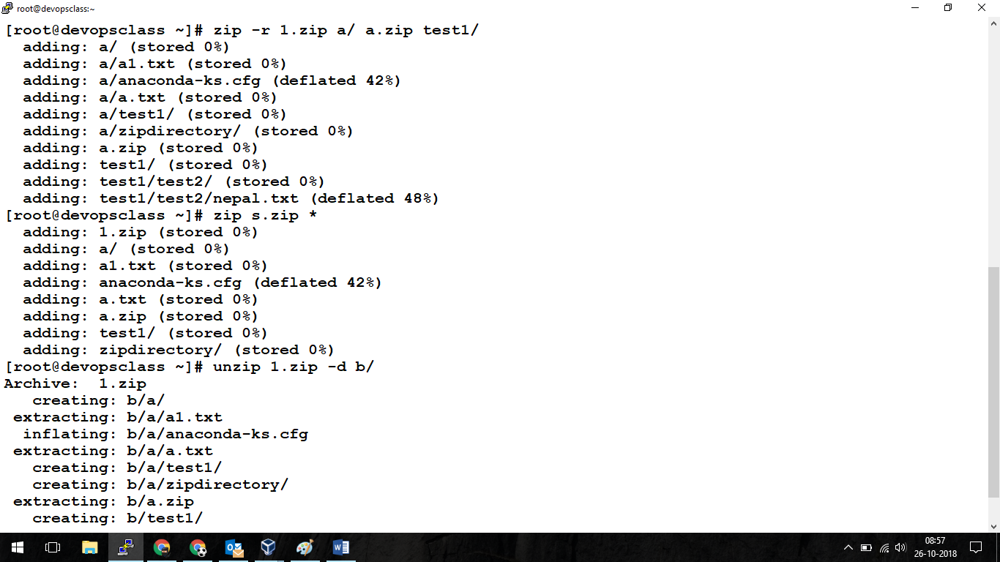 root@devopsclass:~
[root@devopsclass ~]# zip -r 1.zip a/ a.zip test1/
  adding: a/ (stored 0%)
  adding: a/a1.txt (stored 0%)
  adding: a/anaconda-ks.cfg (deflated 42%)
  adding: a/a.txt (stored 0%)
  adding: a/test1/ (stored 0%)
  adding: a/zipdirectory/ (stored 0%)
  adding: a.zip (stored 0%)
  adding: test1/ (stored 0%)
  adding: test1/test2/ (stored 0%)
  adding: test1/test2/nepal.txt (deflated 48%)
[root@devopsclass ~]# zip s.zip *
  adding: 1.zip (stored 0%)
  adding: a/ (stored 0%)
  adding: a1.txt (stored 0%)
  adding: anaconda-ks.cfg (deflated 42%)
  adding: a.txt (stored 0%)
  adding: a.zip (stored 0%)
  adding: test1/ (stored 0%)
  adding: zipdirectory/ (stored 0%)
[root@devopsclass ~]# unzip 1.zip -d b/
Archive:  1.zip
   creating: b/a/
 extracting: b/a/a1.txt
  inflating: b/a/anaconda-ks.cfg
 extracting: b/a/a.txt
   creating: b/a/test1/
   creating: b/a/zipdirectory/
 extracting: b/a.zip
   creating: b/test1/
08:57
26-10-2018